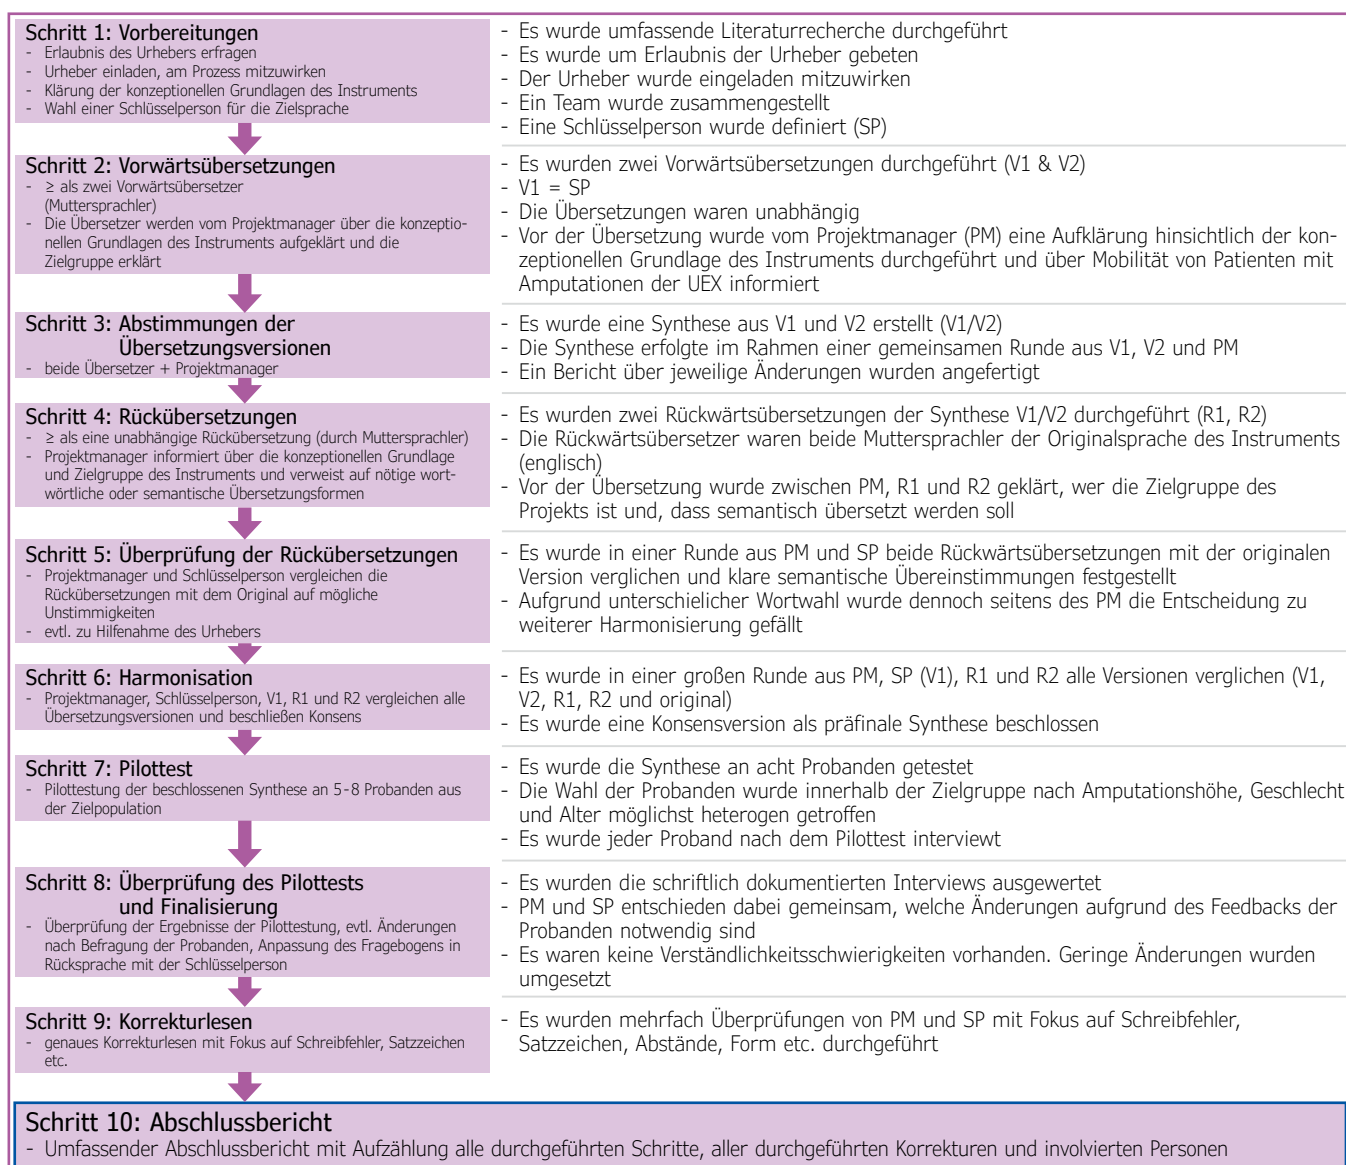 Schritt 1: Vorbereitungen
- Erlaubnis des Urhebers erfragen
- Urheber einladen, am Prozess mitzuwirken
- Klärung der konzeptionellen Grundlagen des Instruments
- Wahl einer Schlüsselperson für die Zielsprache
- Es wurde umfassende Literaturrecherche durchgeführt
- Es wurde um Erlaubnis der Urheber gebeten
- Der Urheber wurde eingeladen mitzuwirken
- Ein Team wurde zusammengestellt
- Eine Schlüsselperson wurde definiert (SP)
Schritt 2: Vorwärtsübersetzungen
- ≥ als zwei Vorwärtsübersetzer
(Muttersprachler)
- Die Übersetzer werden vom Projektmanager über die konzeptio-
nellen Grundlagen des Instruments aufgeklärt und die
Zielgruppe erklärt
- Es wurden zwei Vorwärtsübersetzungen durchgeführt (V1 & V2)
- V1 = SP
- Die Übersetzungen waren unabhängig
- Vor der Übersetzung wurde vom Projektmanager (PM) eine Aufklärung hinsichtlich der kon-
zeptionellen Grundlage des Instruments durchgeführt und über Mobilität von Patienten mit
Amputationen der UEX informiert
Schritt 3: Abstimmungen der
Übersetzungsversionen
- beide Übersetzer + Projektmanager
- Es wurde eine Synthese aus V1 und V2 erstellt (V1/V2)
- Die Synthese erfolgte im Rahmen einer gemeinsamen Runde aus V1, V2 und PM
- Ein Bericht über jeweilige Änderungen wurden angefertigt
Schritt 4: Rückübersetzungen
- ≥ als eine unabhängige Rückübersetzung (durch Muttersprachler)
- Projektmanager informiert über die konzeptionellen Grundlage
und Zielgruppe des Instruments und verweist auf nötige wort-
wörtliche oder semantische Übersetzungsformen
- Es wurden zwei Rückwärtsübersetzungen der Synthese V1/V2 durchgeführt (R1, R2)
- Die Rückwärtsübersetzer waren beide Muttersprachler der Originalsprache des Instruments
(englisch)
- Vor der Übersetzung wurde zwischen PM, R1 und R2 geklärt, wer die Zielgruppe des
Projekts ist und, dass semantisch übersetzt werden soll
Schritt 5: Überprüfung der Rückübersetzungen
- Projektmanager und Schlüsselperson vergleichen die
Rückübersetzungen mit dem Original auf mögliche
Unstimmigkeiten
- evtl. zu Hilfenahme des Urhebers
- Es wurde in einer Runde aus PM und SP beide Rückwärtsübersetzungen mit der originalen
Version verglichen und klare semantische Übereinstimmungen festgestellt
- Aufgrund unterschielicher Wortwahl wurde dennoch seitens des PM die Entscheidung zu
weiterer Harmonisierung gefällt
Schritt 6: Harmonisation
- Projektmanager, Schlüsselperson, V1, R1 und R2 vergleichen alle
Übersetzungsversionen und beschließen Konsens
- Es wurde in einer großen Runde aus PM, SP (V1), R1 und R2 alle Versionen verglichen (V1,
V2, R1, R2 und original)
- Es wurde eine Konsensversion als präfinale Synthese beschlossen
Schritt 7: Pilottest
- Pilottestung der beschlossenen Synthese an 5-8 Probanden aus
der Zielpopulation
- Es wurde die Synthese an acht Probanden getestet
- Die Wahl der Probanden wurde innerhalb der Zielgruppe nach Amputationshöhe, Geschlecht
und Alter möglichst heterogen getroffen
- Es wurde jeder Proband nach dem Pilottest interviewt
Schritt 8: Überprüfung des Pilottests
und Finalisierung
- Überprüfung der Ergebnisse der Pilottestung, evtl. Änderungen
nach Befragung der Probanden, Anpassung des Fragebogens in
Rücksprache mit der Schlüsselperson
- Es wurden die schriftlich dokumentierten Interviews ausgewertet
- PM und SP entschieden dabei gemeinsam, welche Änderungen aufgrund des Feedbacks der
Probanden notwendig sind
- Es waren keine Verständlichkeitsschwierigkeiten vorhanden. Geringe Änderungen wurden
umgesetzt
Schritt 9: Korrekturlesen
- genaues Korrekturlesen mit Fokus auf Schreibfehler, Satzzeichen
etc.
- Es wurden mehrfach Überprüfungen von PM und SP mit Fokus auf Schreibfehler,
Satzzeichen, Abstände, Form etc. durchgeführt
Schritt 10: Abschlussbericht
- Umfassender Abschlussbericht mit Aufzählung alle durchgeführten Schritte, aller durchgeführten Korrekturen und involvierten Personen